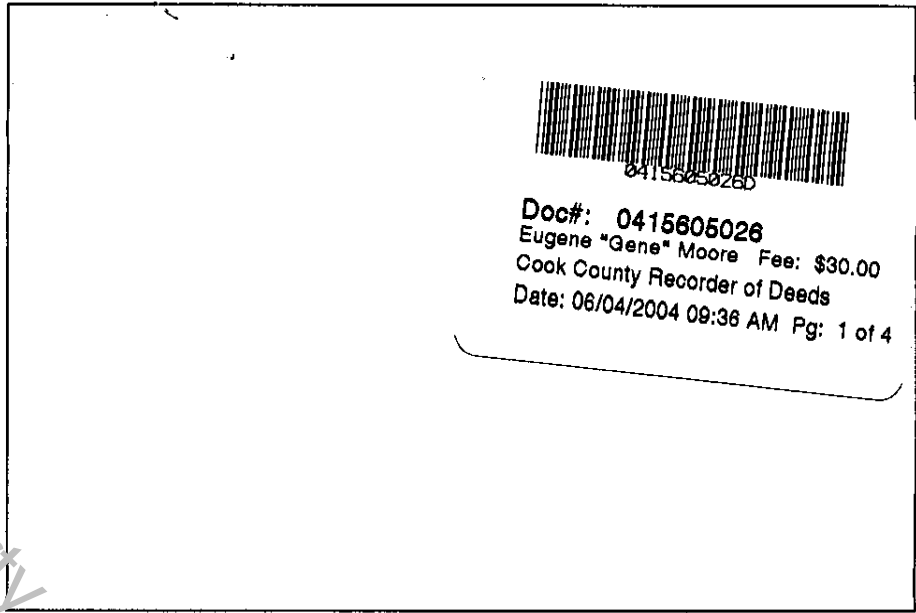 0415605026D
Doc#: 0415605026
Eugene "Gene" Moore Fee: $30.00
Cook County Recorder of Deeds
Date: 06/04/2004 09:36 AM Pg: 1 of 4